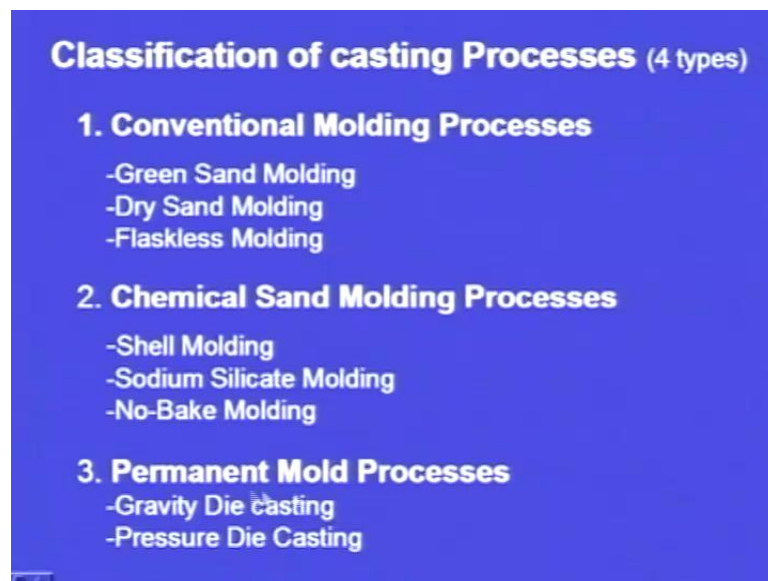 Classification of casting Processes (4 types)
1. Conventional Molding Processes
-Green Sand Molding
-Dry Sand Molding
-Flaskless Molding
2. Chemical Sand Molding Processes
-Shell Molding
-Sodium Silicate Molding
-No-Bake Molding
3. Permanent Mold Processes
-Gravity Die casting
-Pressure Die Casting